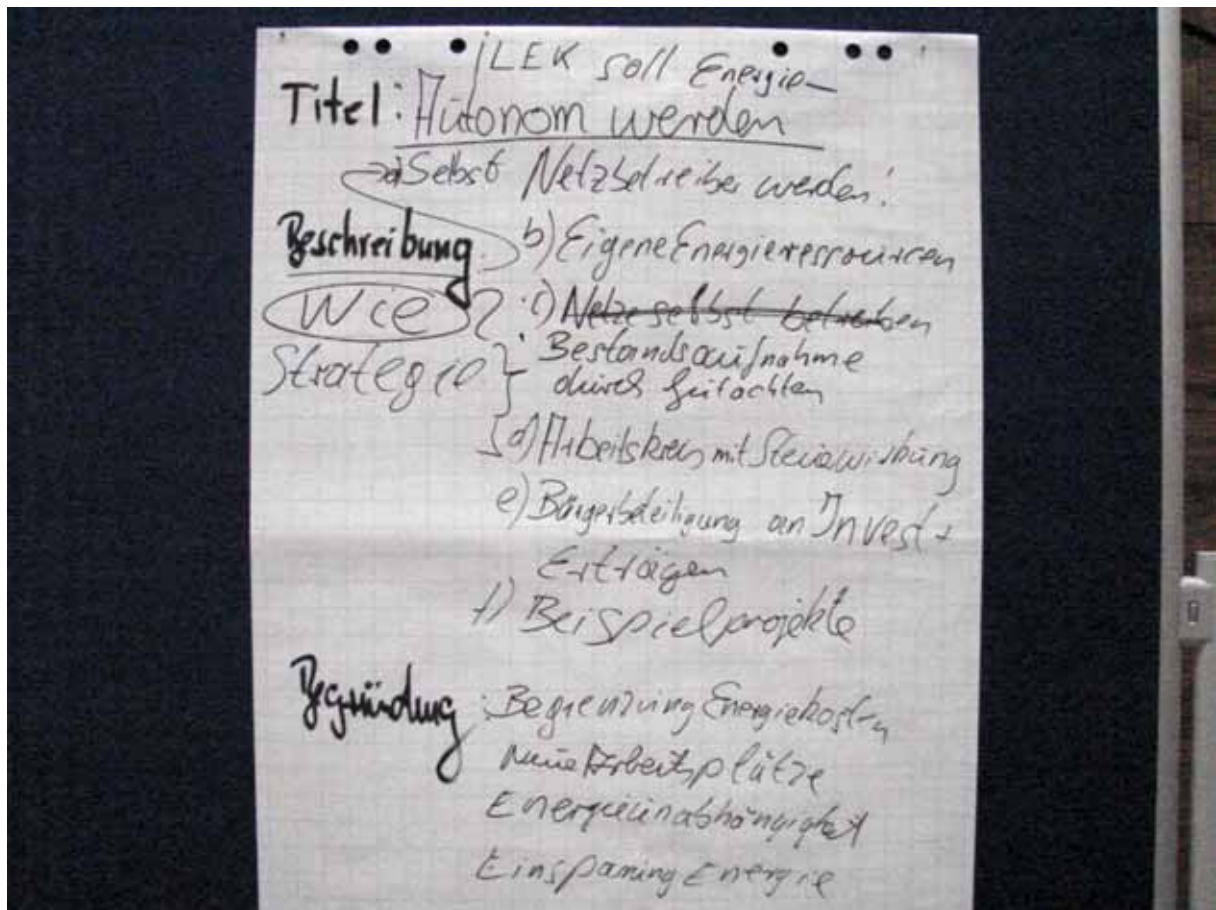 iLEK soll Energie-
Titel: Autonom werden
a) Selbst Netzbetreiber werden!
Beschreibung b) Eigene Energieressourcen
Wie? c) Netze selbst betreiben
Strategie } Bestandsaufnahme
durch Gutachten
d) Arbeitskreis mit
e) Bürgerbeteiligung an Invest +
Erträgen
f) Beispielprojekte
Begründung: Begrenzung Energiekosten
Neue Arbeitsplätze
Energieunabhängigkeit
Einsparung Energie